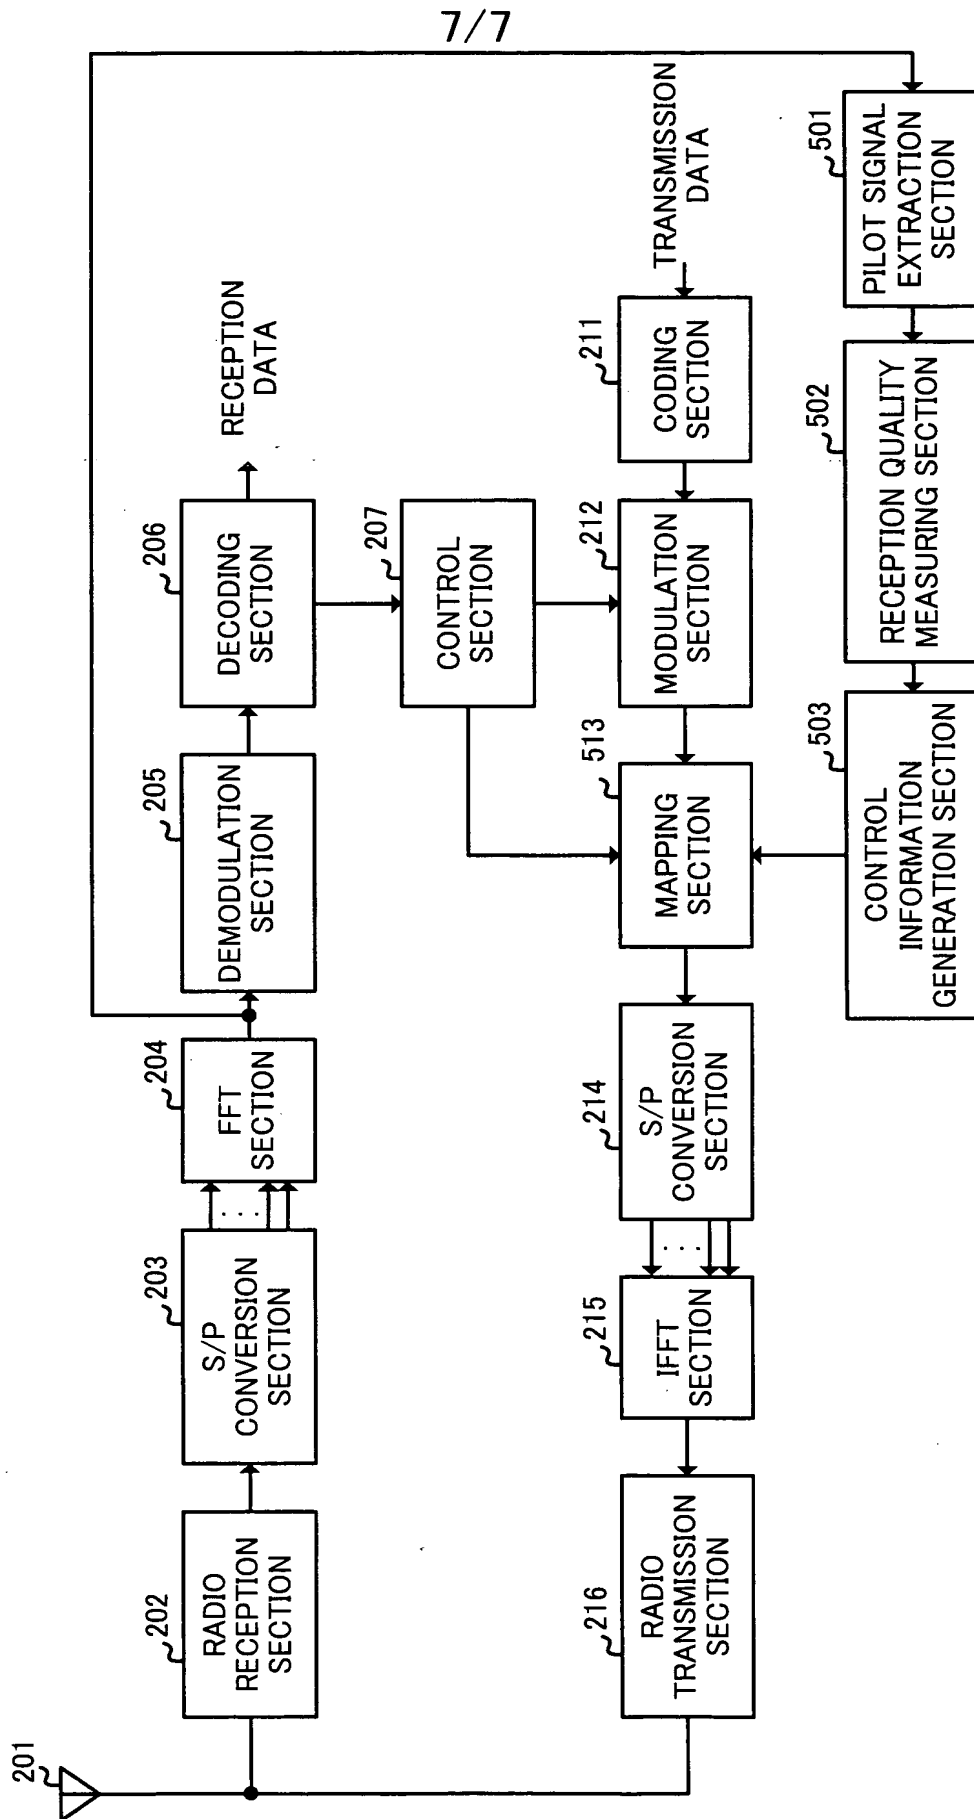 7/7
201
202
RADIO
RECEPTION
SECTION
203
S/P
CONVERSION
SECTION
. . .
204
FFT
SECTION
205
DEMODULATION
SECTION
206
DECODING
SECTION
RECEPTION
DATA
207
CONTROL
SECTION
216
RADIO
TRANSMISSION
SECTION
215
IFFT
SECTION
. . .
214
S/P
CONVERSION
SECTION
513
MAPPING
SECTION
212
MODULATION
SECTION
211
CODING
SECTION
TRANSMISSION
DATA
503
CONTROL
INFORMATION
GENERATION SECTION
502
RECEPTION QUALITY
MEASURING SECTION
501
PILOT SIGNAL
EXTRACTION
SECTION